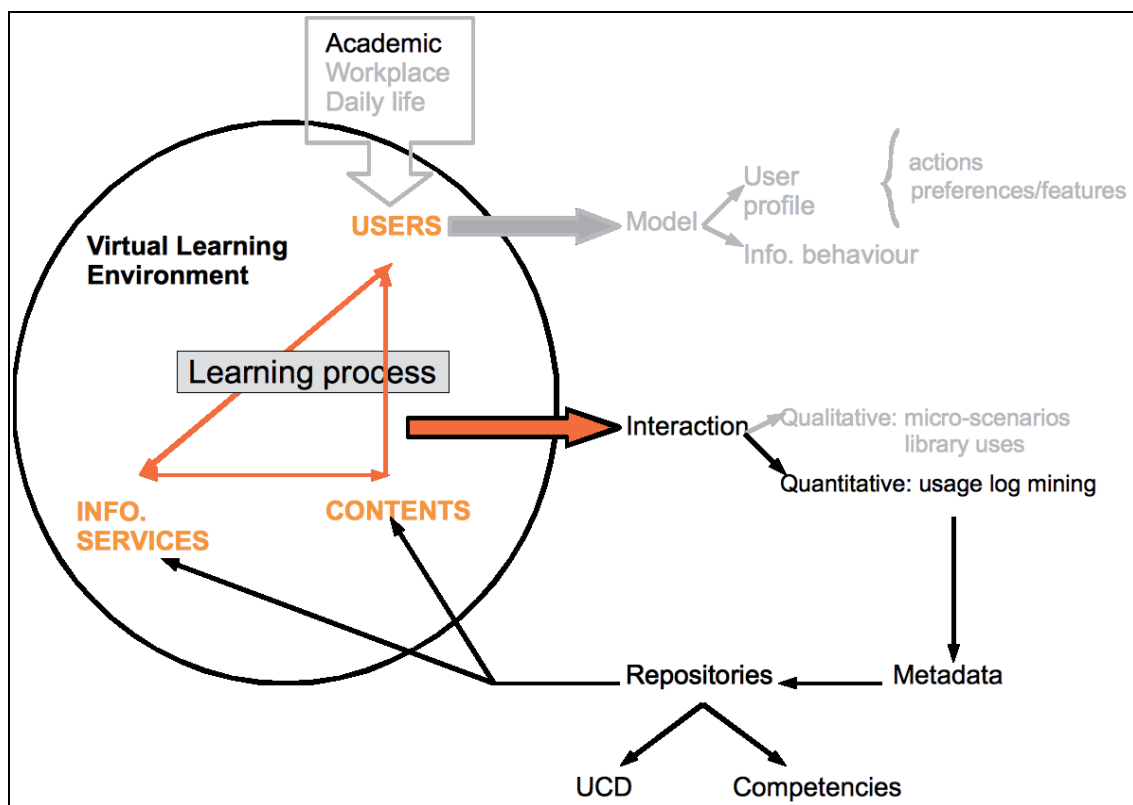 Academic
Workplace
Daily life
USERS
Model
User
profile
actions
preferences/features
Info. behaviour
Virtual Learning
Environment
Learning process
Interaction
Qualitative: micro-scenarios
library uses
Quantitative: usage log mining
INFO.
SERVICES
CONTENTS
Repositories
Metadata
UCD
Competencies